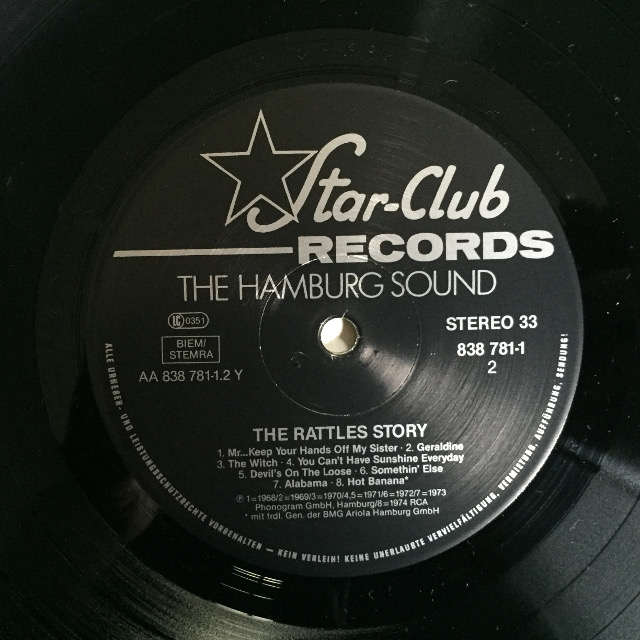 Star-Club
RECORDS
THE HAMBURG SOUND
LC 0351
STEREO 33
BIEM/
STEMRA
838 781-1
2
AA 838 781-1.2 Y
THE RATTLES STORY
1. Mr...Keep Your Hands Off My Sister · 2. Geraldine
3. The Witch · 4. You Can't Have Sunshine Everyday
5. Devil's On The Loose · 6. Somethin' Else
7. Alabama · 8. Hot Banana*
Ⓟ 1=1968/2=1969/3=1970/4,5=1971/6=1972/7=1973
Phonogram GmbH, Hamburg/8=1974 RCA
* mit frdl. Gen. der BMG Ariola Hamburg GmbH
ALLE URHEBER- UND LEISTUNGSSCHUTZRECHTE VORBEHALTEN – KEIN VERLEIH! KEINE UNERLAUBTE VERVIELFÄLTIGUNG, VERMIETUNG, AUFFÜHRUNG, SENDUNG!